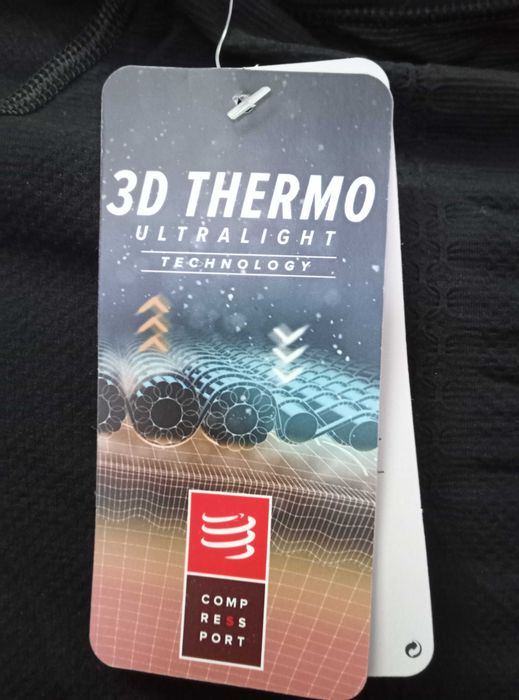 3D THERMO
ULTRALIGHT
TECHNOLOGY
COMP
RESS
PORT